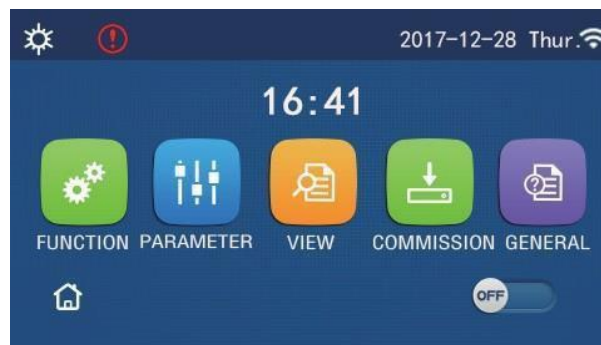 2017-12-28 Thur.
16:41
FUNCTION PARAMETER VIEW COMMISSION GENERAL
OFF